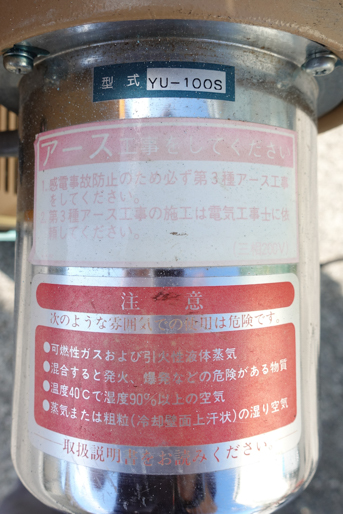 型式 YU-100S
アース工事をしてください
1. 感電事故防止のため必ず第3種アース工事
をしてください。
第3種アース工事の施工は電気工事士に依
頼してください。
注意
次のような雰囲気での使用は危険です。
●可燃性ガスおよび引火性液体蒸気
●混合すると発火、爆発などの危険がある物質
●温度40℃で湿度90%以上の空気
●蒸気または粗粒(冷却壁面上汗状)の湿り空気
取扱説明書をお読みください